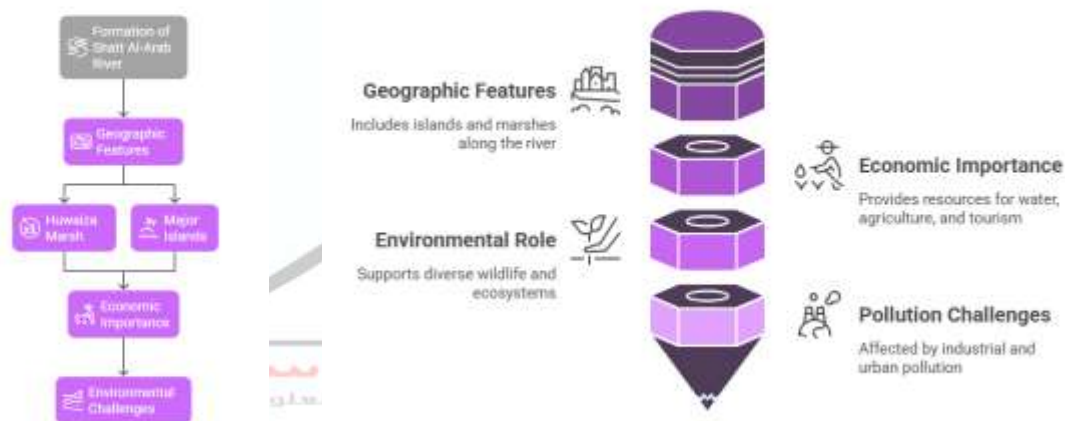 Formation of
Shatt Al-Arab
River
Geographic
Features
Huwaiza
Marsh
Major
Islands
Economic
Importance
Environmental
Challenges
Geographic Features
Includes islands and marshes
along the river
Economic Importance
Provides resources for water,
agriculture, and tourism
Environmental Role
Supports diverse wildlife and
ecosystems
Pollution Challenges
Affected by industrial and
urban pollution